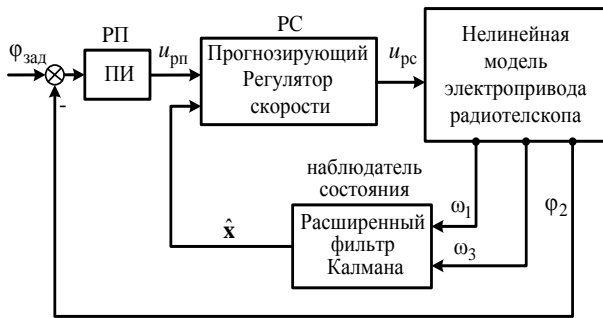 РП
РС
φзад
ПИ
uрп
Прогнозирующий
Регулятор
скорости
uрс
Нелинейная
модель
электропривода
радиотелскопа
-
наблюдатель
состояния
x̂
Расширенный
фильтр
Калмана
ω1
ω3
φ2